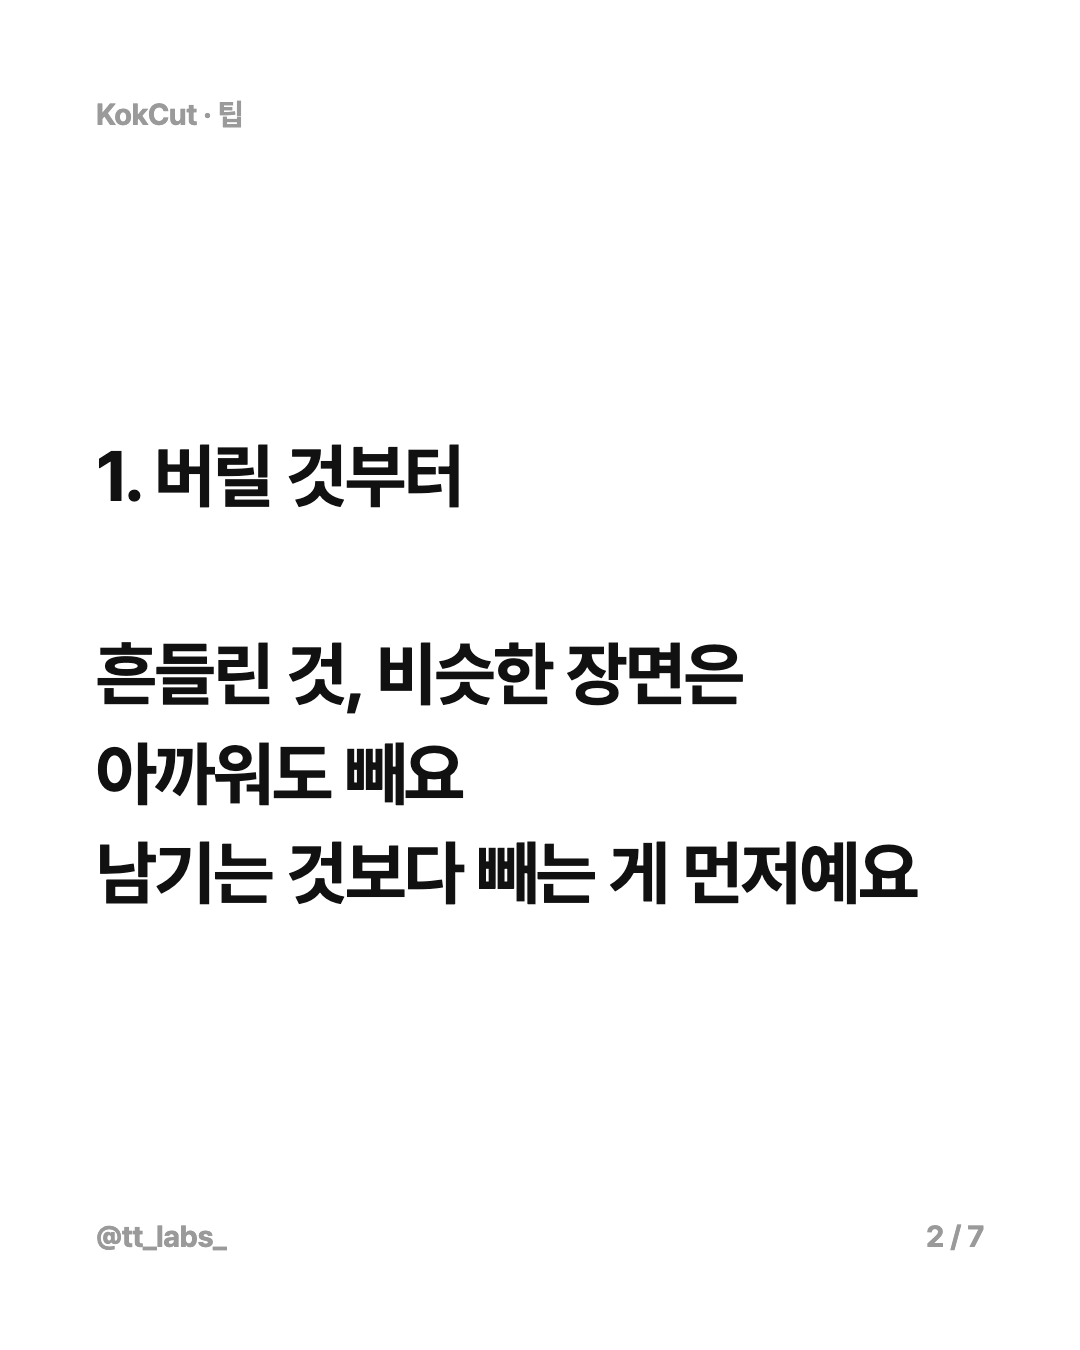 KokCut · 팁
1. 버릴 것부터
흔들린 것, 비슷한 장면은
아까워도 빼요
남기는 것보다 빼는 게 먼저예요
@tt_labs_
2 / 7